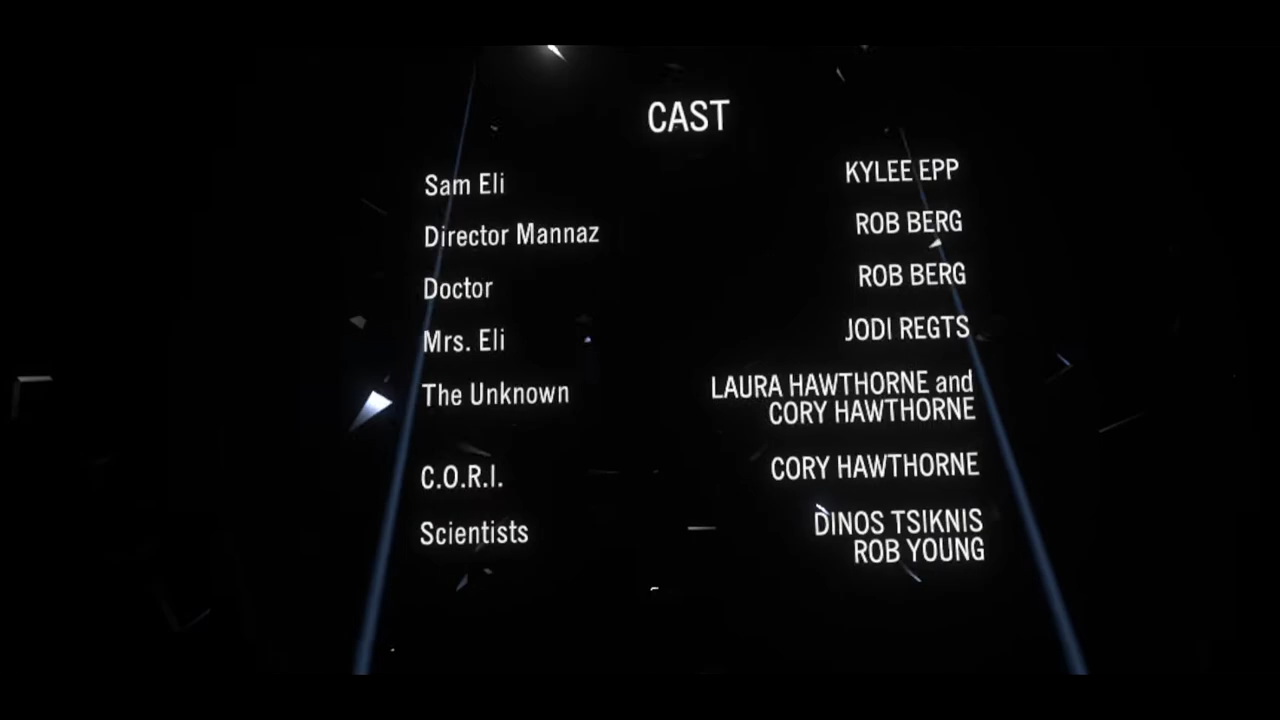 CAST
Sam Eli KYLEE EPP
Director Mannaz ROB BERG
Doctor ROB BERG
Mrs. Eli JODI REGTS
The Unknown LAURA HAWTHORNE and
CORY HAWTHORNE
C.O.R.I. CORY HAWTHORNE
Scientists DINOS TSIKNIS
ROB YOUNG